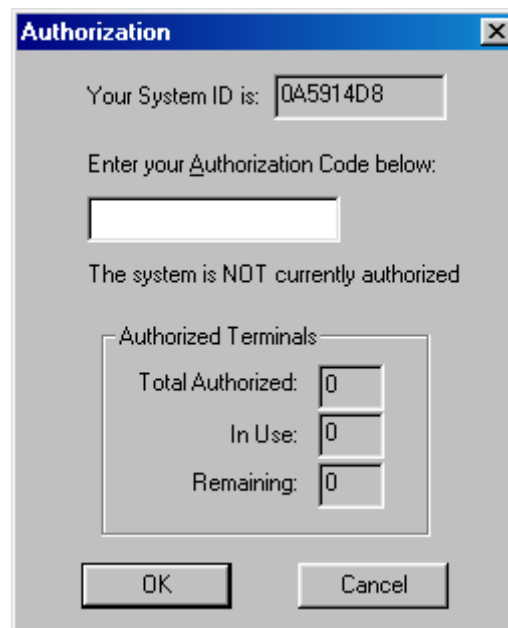 Authorization
Your System ID is: 0A5914D8
Enter your Authorization Code below:
The system is NOT currently authorized
Authorized Terminals
Total Authorized: 0
In Use: 0
Remaining: 0
OK Cancel